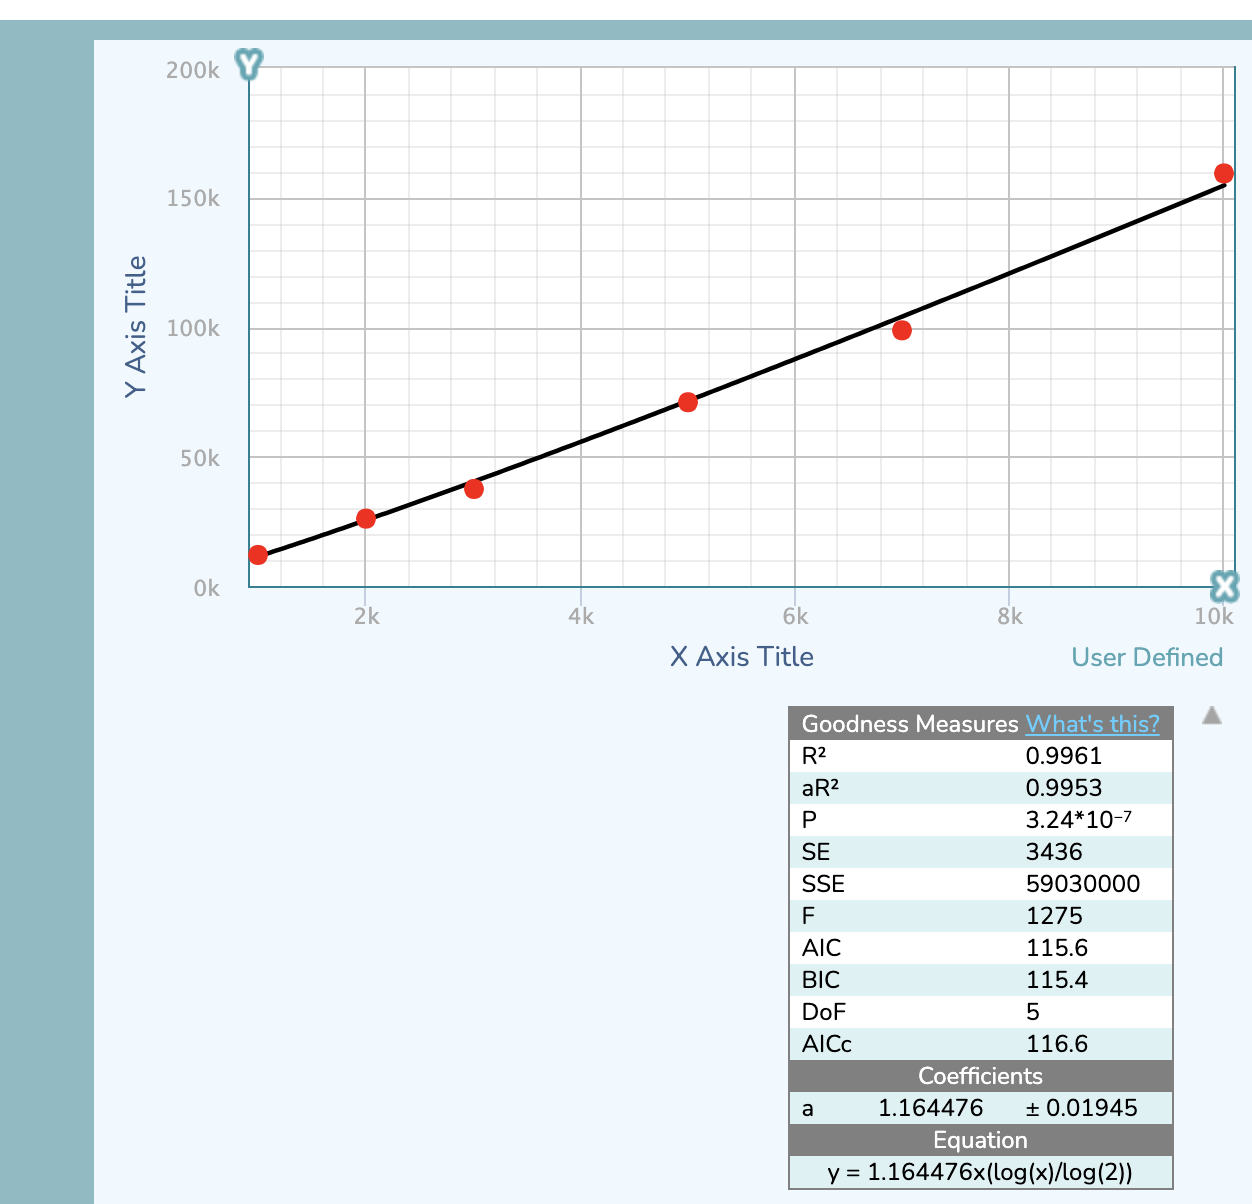 Y
200k
150k
100k
50k
0k
Y Axis Title
2k 4k 6k 8k 10k
X
X Axis Title
User Defined
Goodness Measures What's this?
R² 0.9961
aR² 0.9953
P 3.24*10⁻⁷
SE 3436
SSE 59030000
F 1275
AIC 115.6
BIC 115.4
DoF 5
AICc 116.6
Coefficients
a 1.164476 ± 0.01945
Equation
y = 1.164476x(log(x)/log(2))